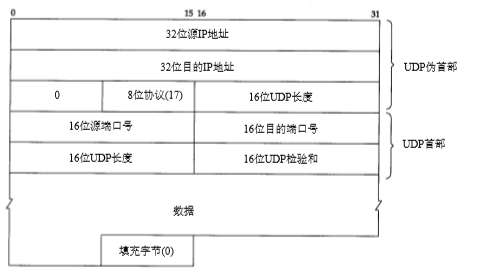 0 15 16 31
32位源IP地址
32位目的IP地址
UDP伪首部
0 8位协议(17) 16位UDP长度
16位源端口号 16位目的端口号
UDP首部
16位UDP长度 16位UDP检验和
数据
填充字节(0)